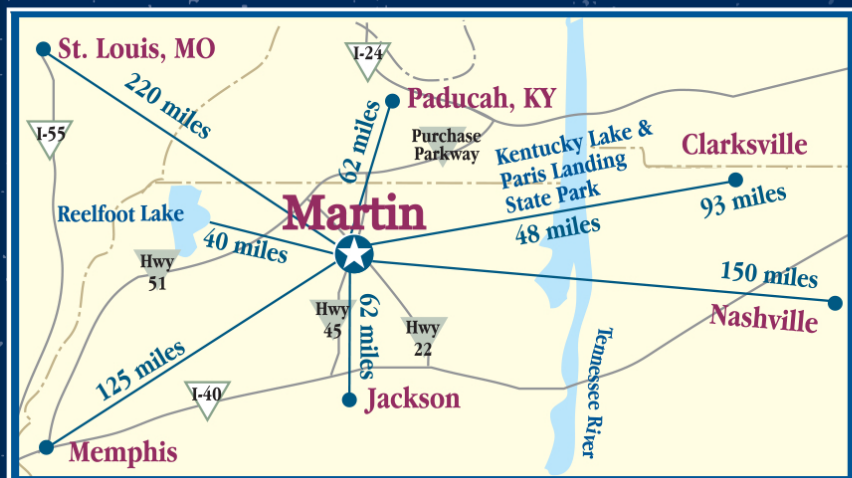 St. Louis, MO
I-24
220 miles
Paducah, KY
I-55
62 miles
Purchase
Parkway
Kentucky Lake &
Paris Landing
State Park
Clarksville
Reelfoot Lake
Martin
93 miles
40 miles
48 miles
Hwy
51
150 miles
Hwy
45
62 miles
Hwy
22
Nashville
Tennessee River
125 miles
I-40
Jackson
Memphis